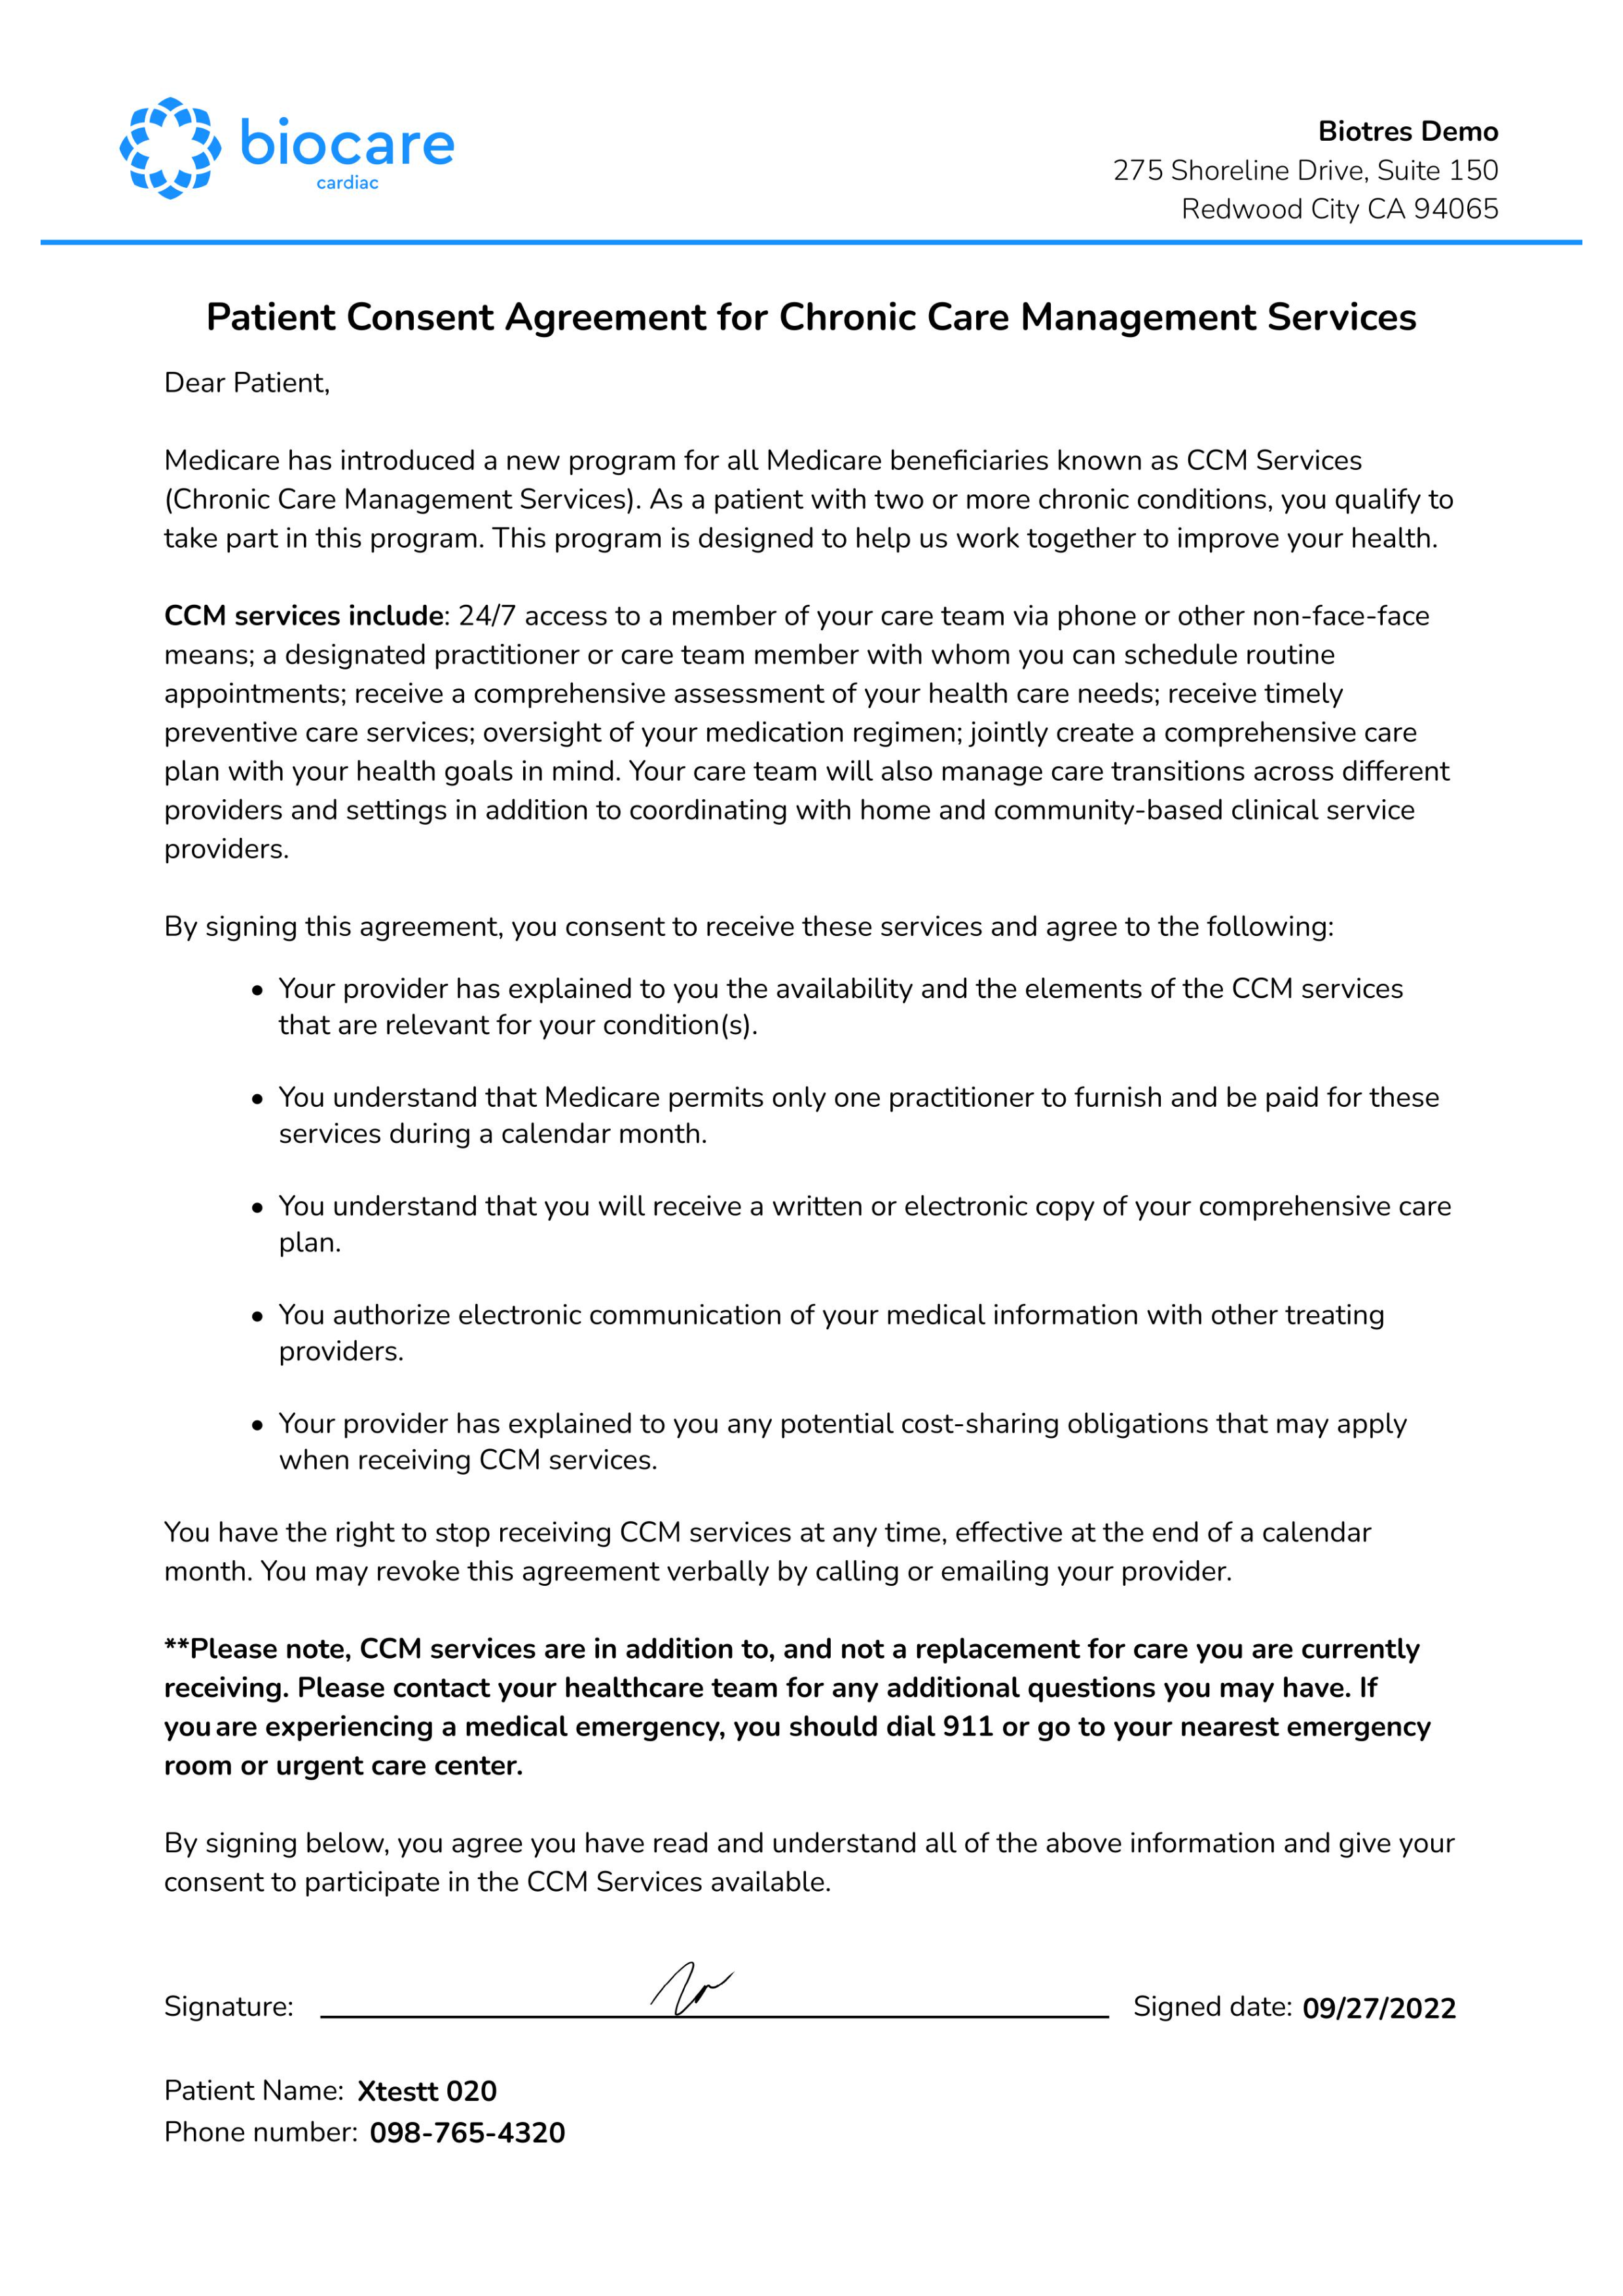 biocare
cardiac
Biotres Demo
275 Shoreline Drive, Suite 150
Redwood City CA 94065
Patient Consent Agreement for Chronic Care Management Services
Dear Patient,
Medicare has introduced a new program for all Medicare beneficiaries known as CCM Services
(Chronic Care Management Services). As a patient with two or more chronic conditions, you qualify to
take part in this program. This program is designed to help us work together to improve your health.
CCM services include: 24/7 access to a member of your care team via phone or other non-face-face
means; a designated practitioner or care team member with whom you can schedule routine
appointments; receive a comprehensive assessment of your health care needs; receive timely
preventive care services; oversight of your medication regimen; jointly create a comprehensive care
plan with your health goals in mind. Your care team will also manage care transitions across different
providers and settings in addition to coordinating with home and community-based clinical service
providers.
By signing this agreement, you consent to receive these services and agree to the following:
• Your provider has explained to you the availability and the elements of the CCM services
that are relevant for your condition(s).
• You understand that Medicare permits only one practitioner to furnish and be paid for these
services during a calendar month.
• You understand that you will receive a written or electronic copy of your comprehensive care
plan.
• You authorize electronic communication of your medical information with other treating
providers.
• Your provider has explained to you any potential cost-sharing obligations that may apply
when receiving CCM services.
You have the right to stop receiving CCM services at any time, effective at the end of a calendar
month. You may revoke this agreement verbally by calling or emailing your provider.
**Please note, CCM services are in addition to, and not a replacement for care you are currently
receiving. Please contact your healthcare team for any additional questions you may have. If
you are experiencing a medical emergency, you should dial 911 or go to your nearest emergency
room or urgent care center.
By signing below, you agree you have read and understand all of the above information and give your
consent to participate in the CCM Services available.
Signature: Signed date: 09/27/2022
Patient Name: Xtestt 020
Phone number: 098-765-4320